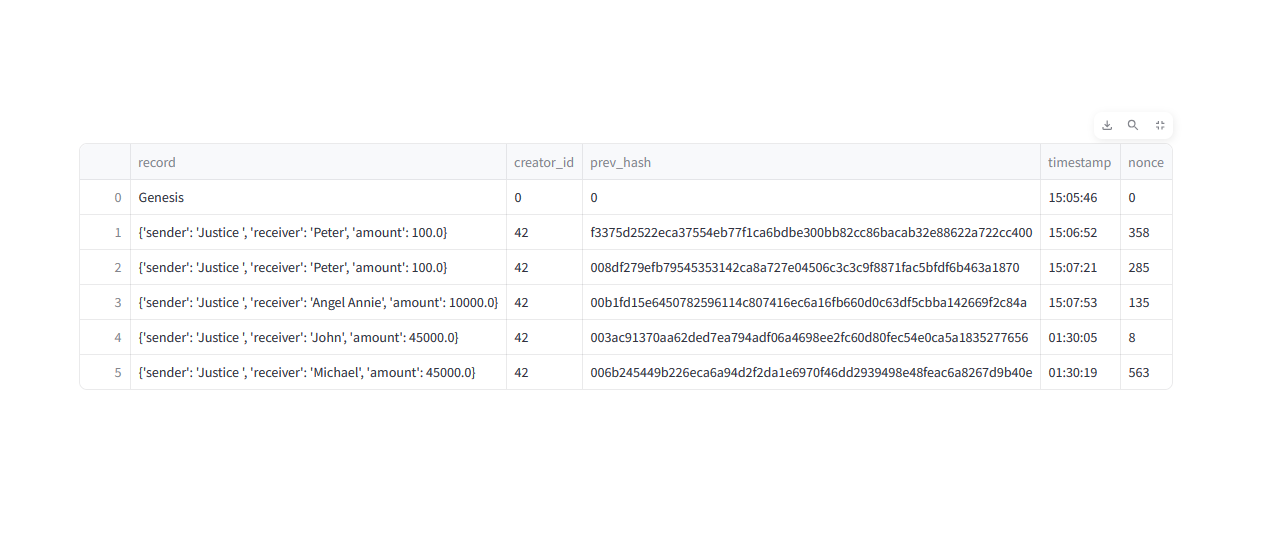 record creator_id prev_hash timestamp nonce
0 Genesis 0 0 15:05:46 0
1 {'sender': 'Justice ', 'receiver': 'Peter', 'amount': 100.0} 42 f3375d2522eca37554eb77f1ca6bdbe300bb82cc86bacab32e88622a722cc400 15:06:52 358
2 {'sender': 'Justice ', 'receiver': 'Peter', 'amount': 100.0} 42 008df279efb79545353142ca8a727e04506c3c3c9f8871fac5bfdf6b463a1870 15:07:21 285
3 {'sender': 'Justice ', 'receiver': 'Angel Annie', 'amount': 10000.0} 42 00b1fd15e6450782596114c807416ec6a16fb660d0c63df5cbba142669f2c84a 15:07:53 135
4 {'sender': 'Justice ', 'receiver': 'John', 'amount': 45000.0} 42 003ac91370aa62ded7ea794adf06a4698ee2fc60d80fec54e0ca5a1835277656 01:30:05 8
5 {'sender': 'Justice ', 'receiver': 'Michael', 'amount': 45000.0} 42 006b245449b226eca6a94d2f2da1e6970f46dd2939498e48feac6a8267d9b40e 01:30:19 563